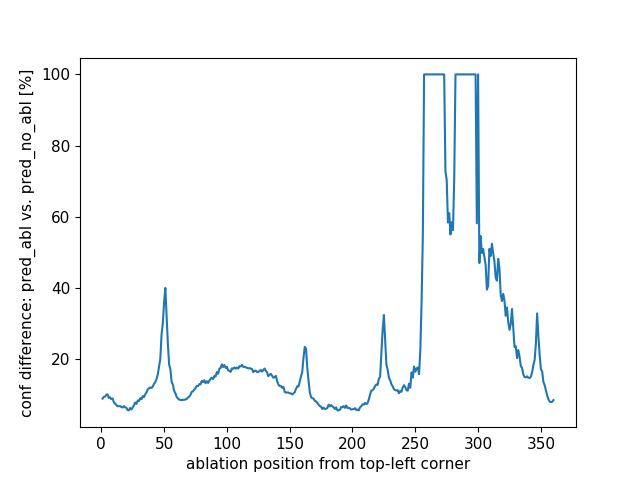 conf difference: pred_abl vs. pred_no_abl [%]
100
80
60
40
20
0 50 100 150 200 250 300 350
ablation position from top-left corner